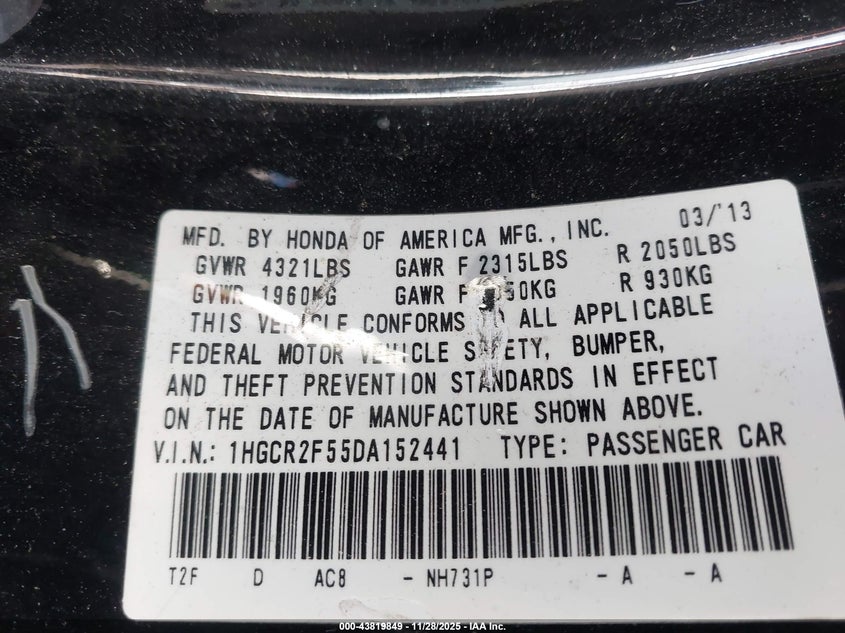 MFD. BY HONDA OF AMERICA MFG., INC. 03/'13
GVWR 4321LBS GAWR F 2315LBS R 2050LBS
GVWR 1960KG GAWR F 50KG R 930KG
THIS VEHICLE CONFORMS ALL APPLICABLE
FEDERAL MOTOR VEHICLE SAFETY, BUMPER,
AND THEFT PREVENTION STANDARDS IN EFFECT
ON THE DATE OF MANUFACTURE SHOWN ABOVE.
V.I.N.: 1HGCR2F55DA152441 TYPE: PASSENGER CAR
T2F D AC8 - NH731P - A - A
000-43819849 - 11/28/2025 - IAA Inc.